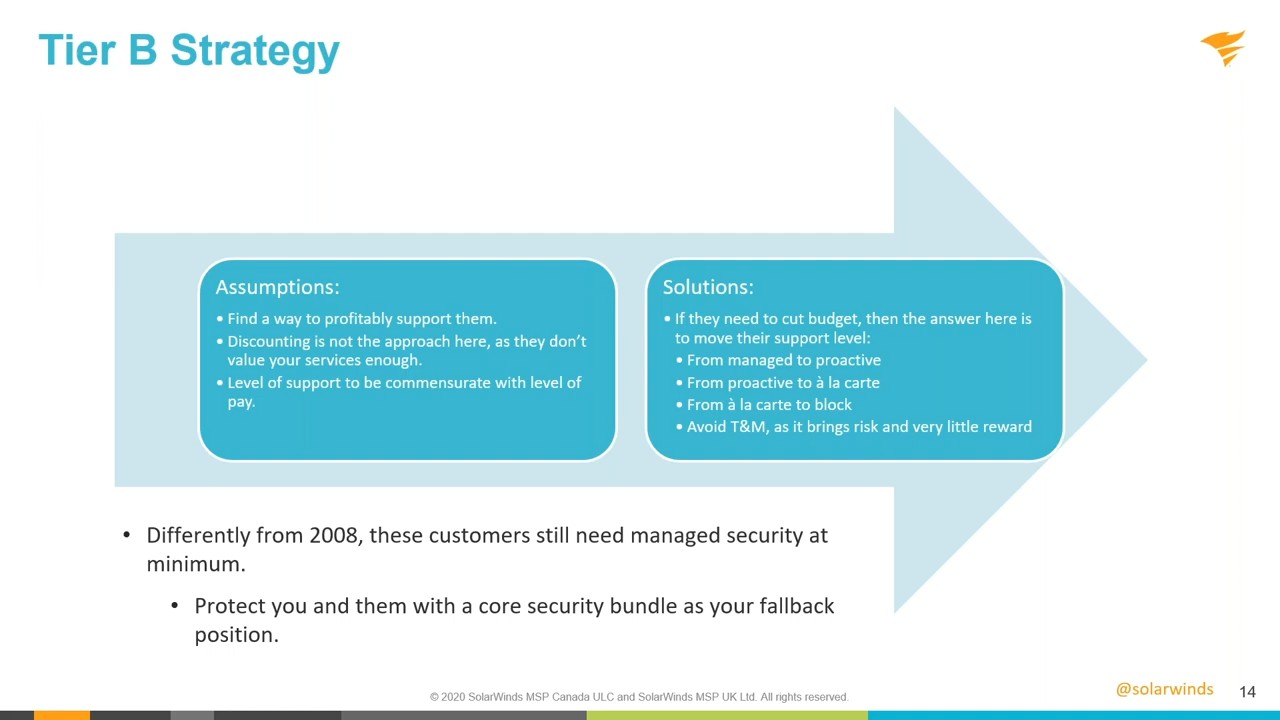 Tier B Strategy
Assumptions:
• Find a way to profitably support them.
• Discounting is not the approach here, as they don’t
value your services enough.
• Level of support to be commensurate with level of
pay.
Solutions:
• If they need to cut budget, then the answer here is
to move their support level:
• From managed to proactive
• From proactive to à la carte
• From à la carte to block
• Avoid T&M, as it brings risk and very little reward
• Differently from 2008, these customers still need managed security at
minimum.
• Protect you and them with a core security bundle as your fallback
position.
© 2020 SolarWinds MSP Canada ULC and SolarWinds MSP UK Ltd. All rights reserved.
@solarwinds
14